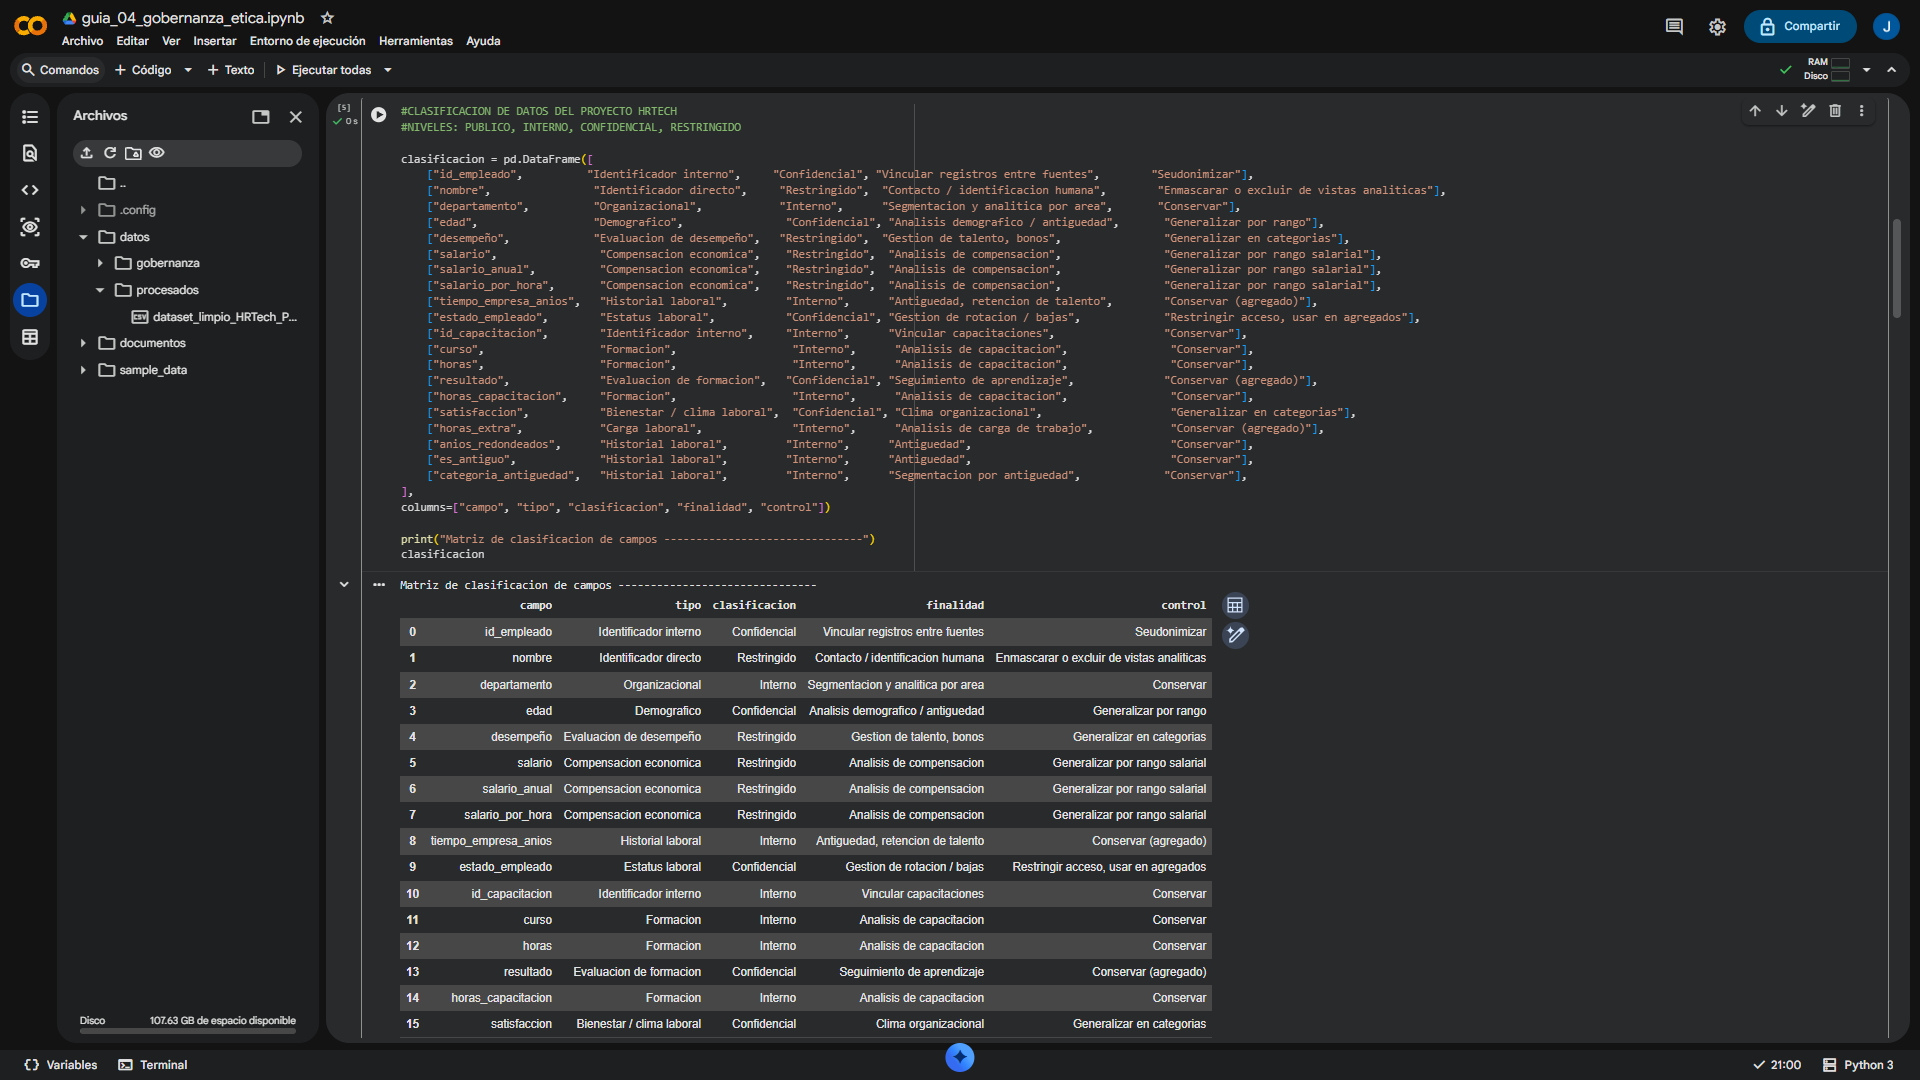 guia_04_gobernanza_etica.ipynb
Archivo Editar Ver Insertar Entorno de ejecución Herramientas Ayuda
Compartir
J
Comandos + Código + Texto Ejecutar todas
RAM
Disco
Archivos
..
.config
datos
gobernanza
procesados
dataset_limpio_HRTech_P...
documentos
sample_data
Disco 107.63 GB de espacio disponible
[5]
0 s
#CLASIFICACION DE DATOS DEL PROYECTO HRTECH
#NIVELES: PUBLICO, INTERNO, CONFIDENCIAL, RESTRINGIDO
clasificacion = pd.DataFrame([
["id_empleado", "Identificador interno", "Confidencial", "Vincular registros entre fuentes", "Seudonimizar"],
["nombre", "Identificador directo", "Restringido", "Contacto / identificacion humana", "Enmascarar o excluir de vistas analiticas"],
["departamento", "Organizacional", "Interno", "Segmentacion y analitica por area", "Conservar"],
["edad", "Demografico", "Confidencial", "Analisis demografico / antiguedad", "Generalizar por rango"],
["desempeño", "Evaluacion de desempeño", "Restringido", "Gestion de talento, bonos", "Generalizar en categorias"],
["salario", "Compensacion economica", "Restringido", "Analisis de compensacion", "Generalizar por rango salarial"],
["salario_anual", "Compensacion economica", "Restringido", "Analisis de compensacion", "Generalizar por rango salarial"],
["salario_por_hora", "Compensacion economica", "Restringido", "Analisis de compensacion", "Generalizar por rango salarial"],
["tiempo_empresa_anios", "Historial laboral", "Interno", "Antiguedad, retencion de talento", "Conservar (agregado)"],
["estado_empleado", "Estatus laboral", "Confidencial", "Gestion de rotacion / bajas", "Restringir acceso, usar en agregados"],
["id_capacitacion", "Identificador interno", "Interno", "Vincular capacitaciones", "Conservar"],
["curso", "Formacion", "Interno", "Analisis de capacitacion", "Conservar"],
["horas", "Formacion", "Interno", "Analisis de capacitacion", "Conservar"],
["resultado", "Evaluacion de formacion", "Confidencial", "Seguimiento de aprendizaje", "Conservar (agregado)"],
["horas_capacitacion", "Formacion", "Interno", "Analisis de capacitacion", "Conservar"],
["satisfaccion", "Bienestar / clima laboral", "Confidencial", "Clima organizacional", "Generalizar en categorias"],
["horas_extra", "Carga laboral", "Interno", "Analisis de carga de trabajo", "Conservar (agregado)"],
["anios_redondeados", "Historial laboral", "Interno", "Antiguedad", "Conservar"],
["es_antiguo", "Historial laboral", "Interno", "Antiguedad", "Conservar"],
["categoria_antiguedad", "Historial laboral", "Interno", "Segmentacion por antiguedad", "Conservar"],
],
columns=["campo", "tipo", "clasificacion", "finalidad", "control"])
print("Matriz de clasificacion de campos -------------------------------")
clasificacion
Matriz de clasificacion de campos -------------------------------
campo tipo clasificacion finalidad control
0 id_empleado Identificador interno Confidencial Vincular registros entre fuentes Seudonimizar
1 nombre Identificador directo Restringido Contacto / identificacion humana Enmascarar o excluir de vistas analiticas
2 departamento Organizacional Interno Segmentacion y analitica por area Conservar
3 edad Demografico Confidencial Analisis demografico / antiguedad Generalizar por rango
4 desempeño Evaluacion de desempeño Restringido Gestion de talento, bonos Generalizar en categorias
5 salario Compensacion economica Restringido Analisis de compensacion Generalizar por rango salarial
6 salario_anual Compensacion economica Restringido Analisis de compensacion Generalizar por rango salarial
7 salario_por_hora Compensacion economica Restringido Analisis de compensacion Generalizar por rango salarial
8 tiempo_empresa_anios Historial laboral Interno Antiguedad, retencion de talento Conservar (agregado)
9 estado_empleado Estatus laboral Confidencial Gestion de rotacion / bajas Restringir acceso, usar en agregados
10 id_capacitacion Identificador interno Interno Vincular capacitaciones Conservar
11 curso Formacion Interno Analisis de capacitacion Conservar
12 horas Formacion Interno Analisis de capacitacion Conservar
13 resultado Evaluacion de formacion Confidencial Seguimiento de aprendizaje Conservar (agregado)
14 horas_capacitacion Formacion Interno Analisis de capacitacion Conservar
15 satisfaccion Bienestar / clima laboral Confidencial Clima organizacional Generalizar en categorias
Variables Terminal 21:00 Python 3